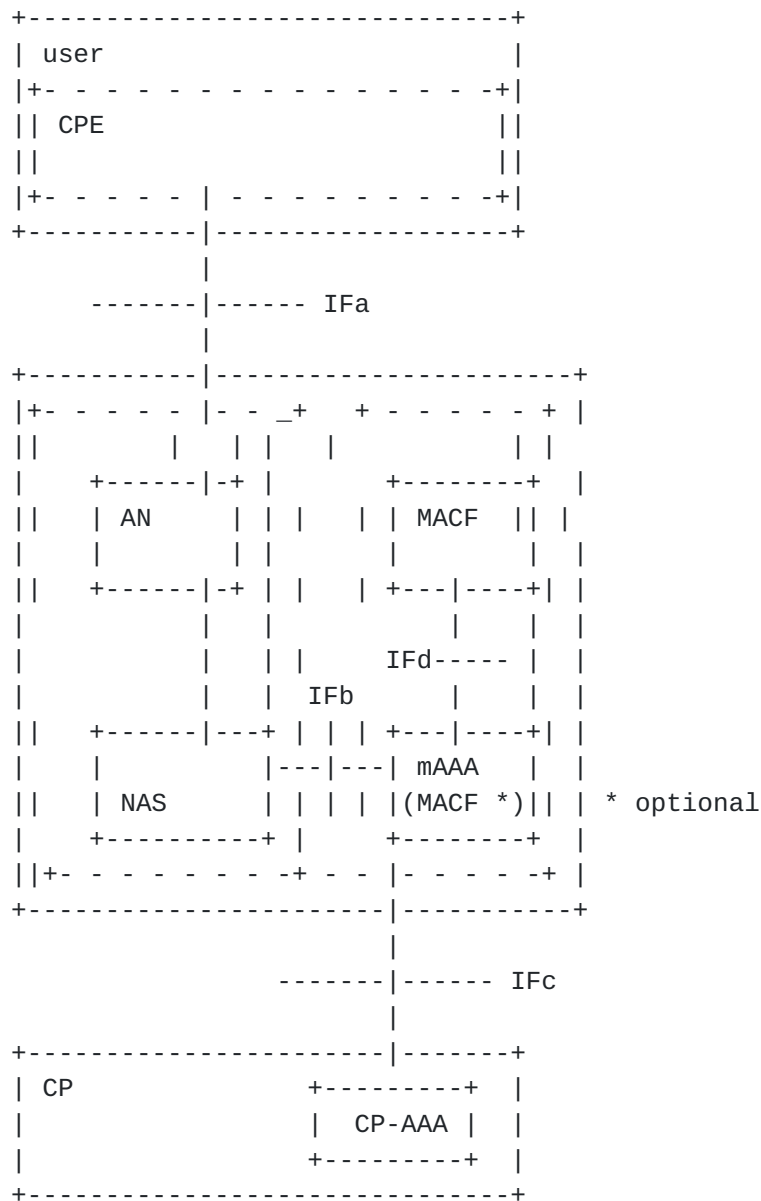 user
CPE
IFa
AN MACF
IFd
IFb
mAAA
NAS (MACF *) * optional
IFc
CP
CP-AAA